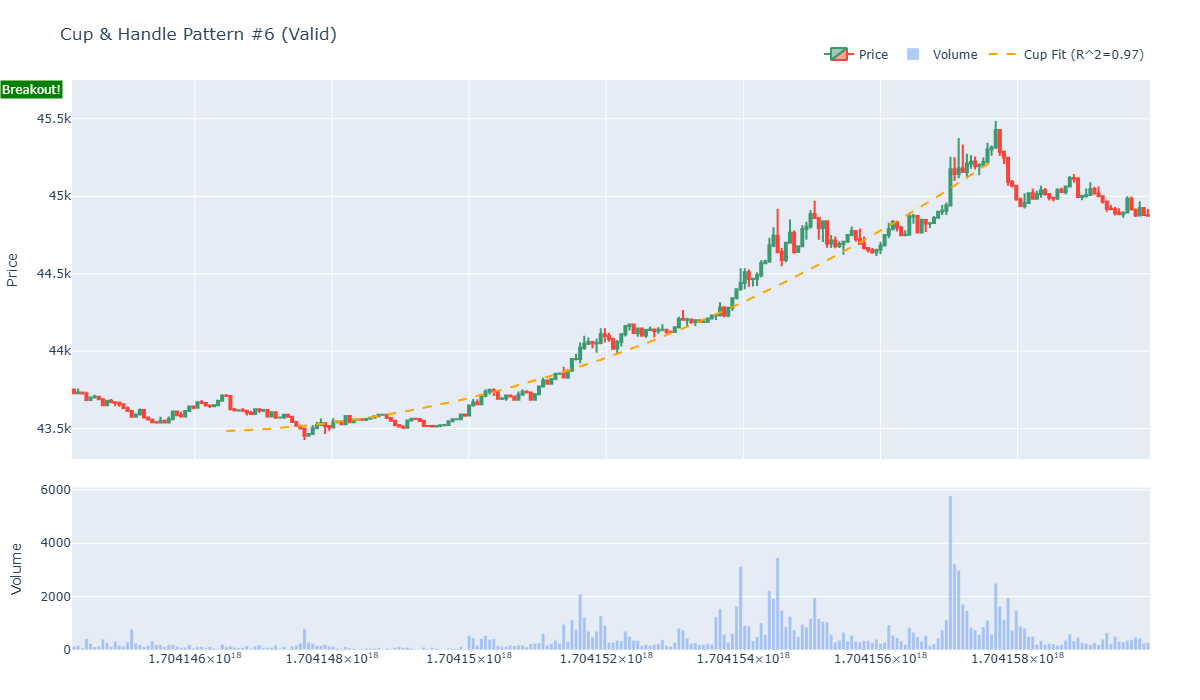 Cup & Handle Pattern #6 (Valid)
Price
Volume
Cup Fit (R^2=0.97)
Breakout!
45.5k
45k
44.5k
44k
43.5k
Price
6000
4000
2000
0
Volume
1.704146×10¹⁸
1.704148×10¹⁸
1.70415×10¹⁸
1.704152×10¹⁸
1.704154×10¹⁸
1.704156×10¹⁸
1.704158×10¹⁸